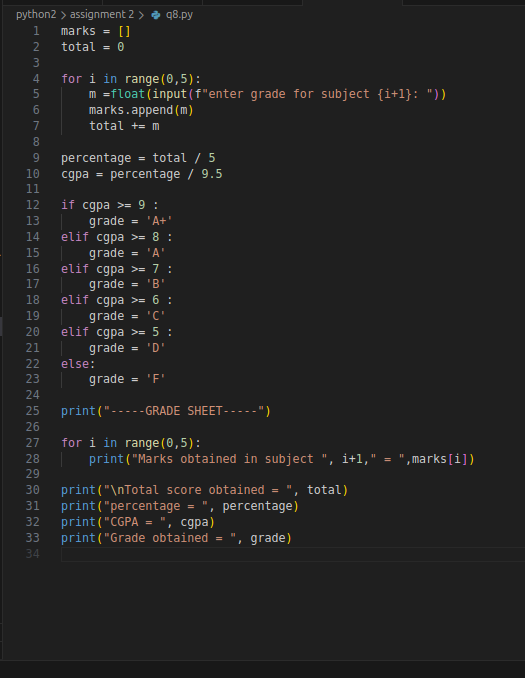 python2 > assignment 2 > q8.py
1 marks = []
2 total = 0
3
4 for i in range(0,5):
5     m =float(input(f"enter grade for subject {i+1}: "))
6     marks.append(m)
7     total += m
8
9 percentage = total / 5
10 cgpa = percentage / 9.5
11
12 if cgpa >= 9 :
13     grade = 'A+'
14 elif cgpa >= 8 :
15     grade = 'A'
16 elif cgpa >= 7 :
17     grade = 'B'
18 elif cgpa >= 6 :
19     grade = 'C'
20 elif cgpa >= 5 :
21     grade = 'D'
22 else:
23     grade = 'F'
24
25 print("-----GRADE SHEET-----")
26
27 for i in range(0,5):
28     print("Marks obtained in subject ", i+1," = ",marks[i])
29
30 print("\nTotal score obtained = ", total)
31 print("percentage = ", percentage)
32 print("CGPA = ", cgpa)
33 print("Grade obtained = ", grade)
34